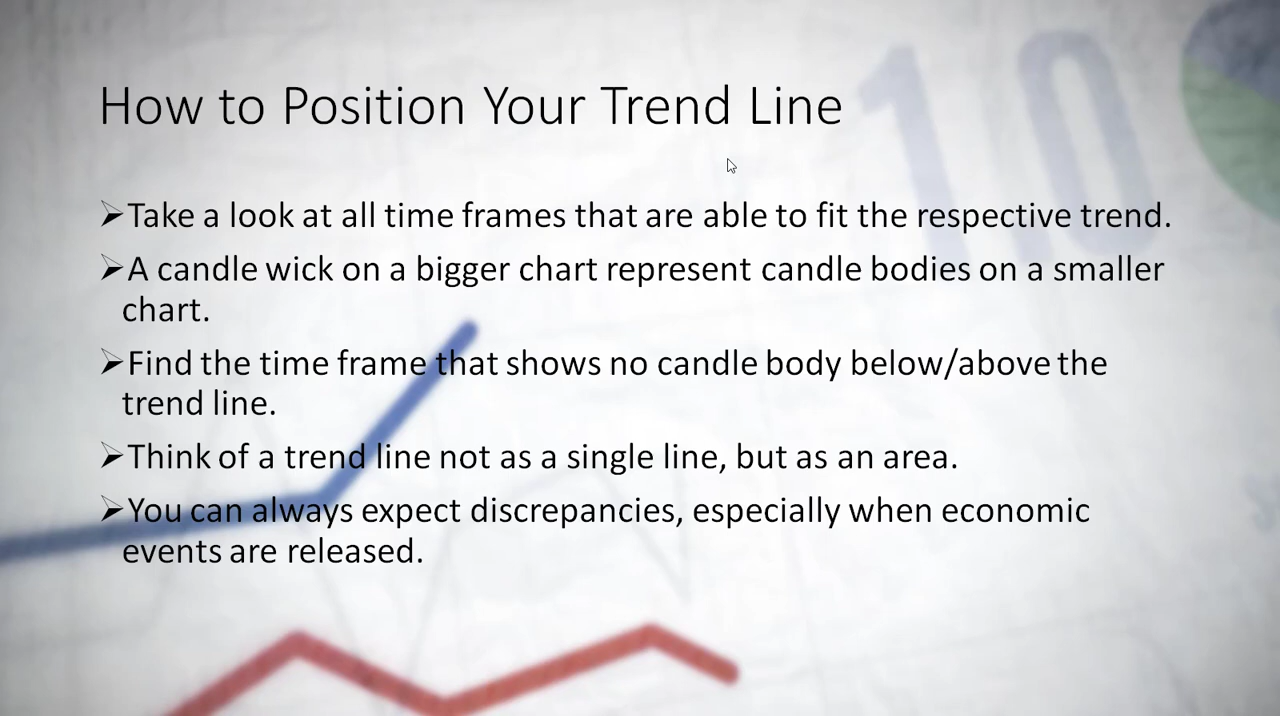 10
How to Position Your Trend Line
➢Take a look at all time frames that are able to fit the respective trend.
➢A candle wick on a bigger chart represent candle bodies on a smaller
chart.
➢Find the time frame that shows no candle body below/above the
trend line.
➢Think of a trend line not as a single line, but as an area.
➢You can always expect discrepancies, especially when economic
events are released.